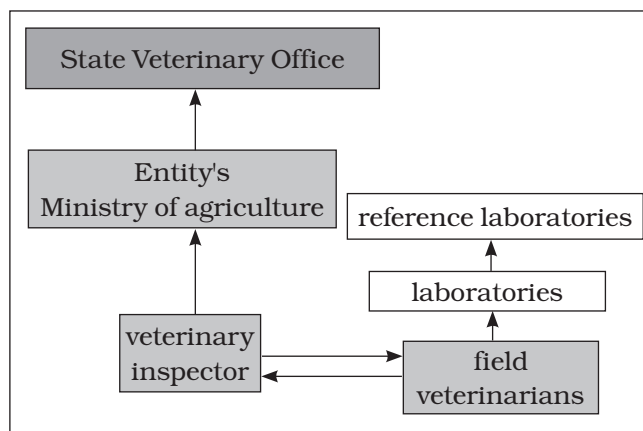 State Veterinary Office
Entity's
Ministry of agriculture
reference laboratories
laboratories
veterinary
inspector
field
veterinarians